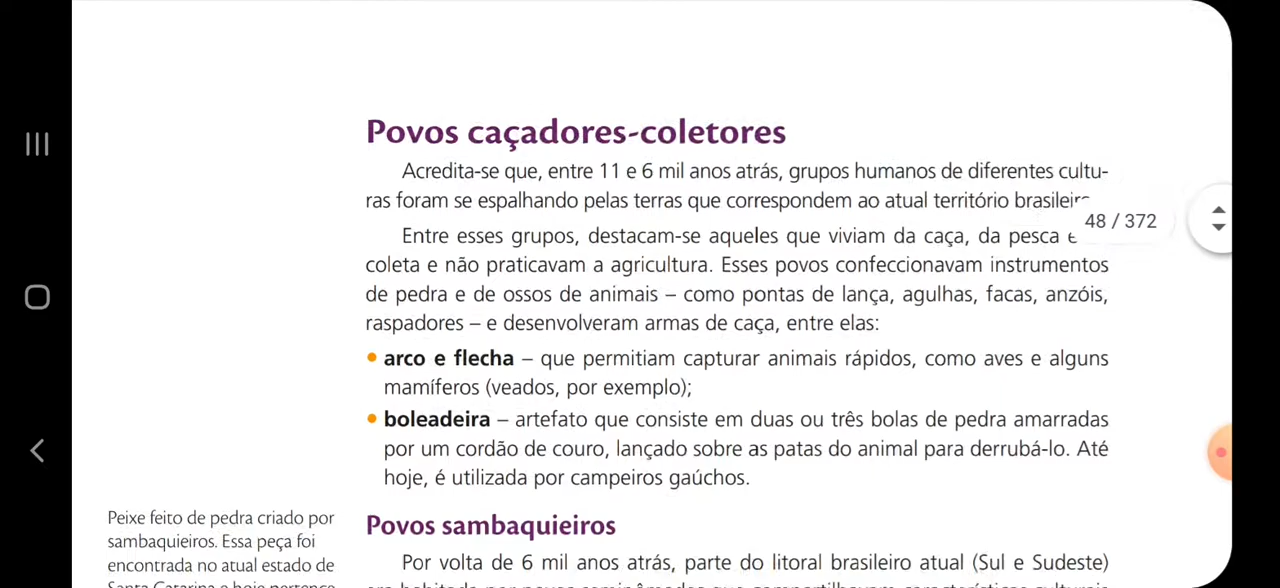 Povos caçadores-coletores
Acredita-se que, entre 11 e 6 mil anos atrás, grupos humanos de diferentes cultu-
ras foram se espalhando pelas terras que correspondem ao atual território
48 / 372
Entre esses grupos, destacam-se aqueles que viviam da caça, da pesca
coleta e não praticavam a agricultura. Esses povos confeccionavam instrumentos
de pedra e de ossos de animais – como pontas de lança, agulhas, facas, anzóis,
raspadores – e desenvolveram armas de caça, entre elas:
• arco e flecha – que permitiam capturar animais rápidos, como aves e alguns
mamíferos (veados, por exemplo);
• boleadeira – artefato que consiste em duas ou três bolas de pedra amarradas
por um cordão de couro, lançado sobre as patas do animal para derrubá-lo. Até
hoje, é utilizada por campeiros gaúchos.
Peixe feito de pedra criado por
sambaquieiros. Essa peça foi
encontrada no atual estado de
Povos sambaquieiros
Por volta de 6 mil anos atrás, parte do litoral brasileiro atual (Sul e Sudeste)